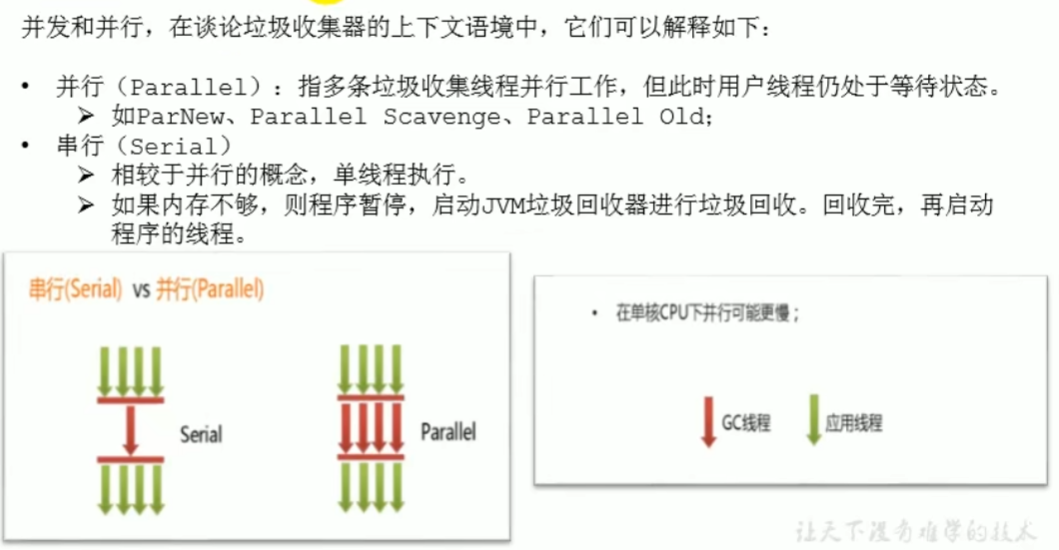 并发和并行，在谈论垃圾收集器的上下文语境中，它们可以解释如下：
• 并行（Parallel）：指多条垃圾收集线程并行工作，但此时用户线程仍处于等待状态。
➢ 如ParNew、Parallel Scavenge、Parallel Old；
• 串行（Serial）
➢ 相较于并行的概念，单线程执行。
➢ 如果内存不够，则程序暂停，启动JVM垃圾回收器进行垃圾回收。回收完，再启动
程序的线程。
串行(Serial) vs 并行(Parallel)
Serial
Parallel
• 在单核CPU下并行可能更慢；
GC线程
应用线程
让天下没有难学的技术